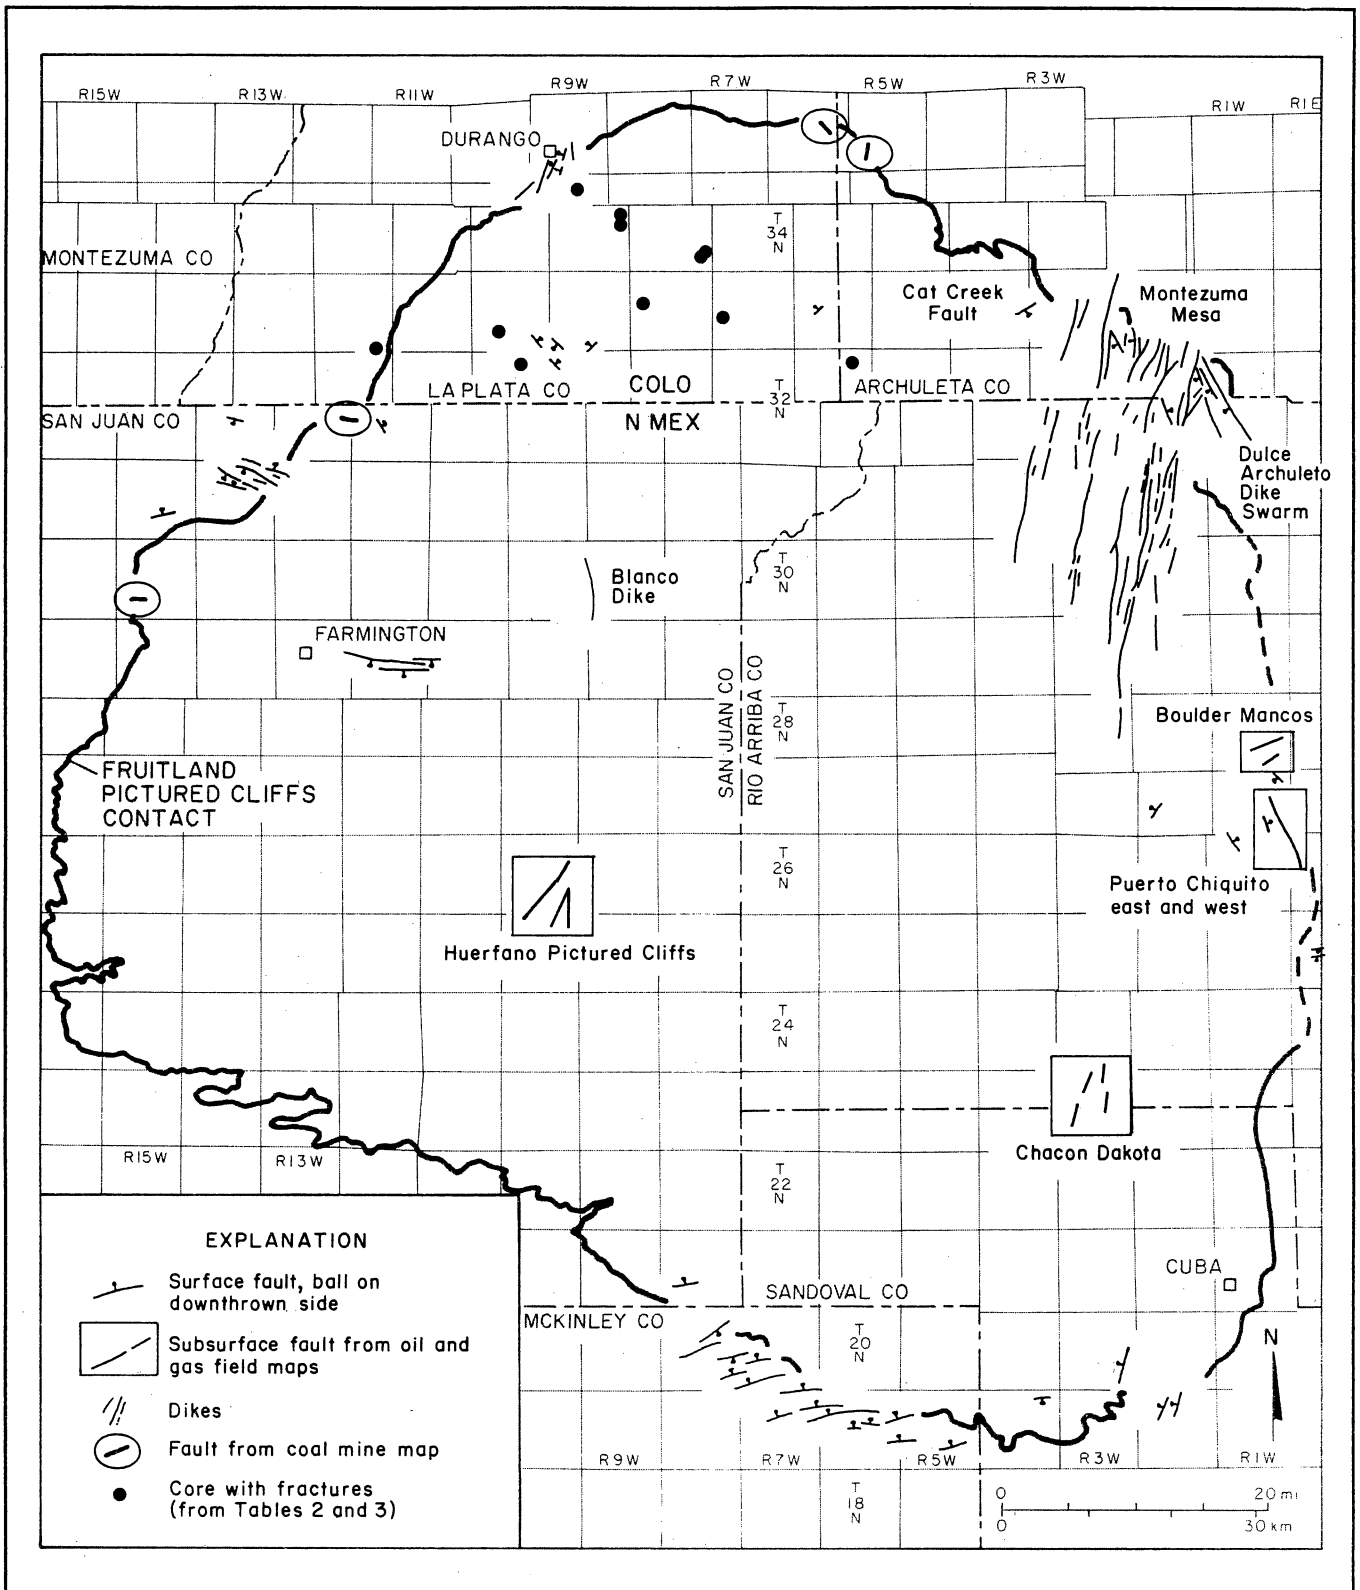 R15W R13W R11W R9W R7W R5W R3W R1W R1E
DURANGO
T
34
N
MONTEZUMA CO
Cat Creek
Fault
Montezuma
Mesa
LA PLATA CO
COLO
ARCHULETA CO
T
32
N
SAN JUAN CO
N MEX
Dulce
Archuleto
Dike
Swarm
Blanco
Dike
T
30
N
FARMINGTON
SAN JUAN CO
RIO ARRIBA CO
T
28
N
Boulder Mancos
FRUITLAND
PICTURED CLIFFS
CONTACT
T
26
N
Puerto Chiquito
east and west
Huerfano Pictured Cliffs
T
24
N
Chacon Dakota
R15W R13W
T
22
N
CUBA
SANDOVAL CO
MCKINLEY CO
T
20
N
N
R9W R7W R5W R3W R1W
T
18
N
0 20 mi
0 30 km
EXPLANATION
Surface fault, ball on
downthrown side
Subsurface fault from oil and
gas field maps
Dikes
Fault from coal mine map
Core with fractures
(from Tables 2 and 3)